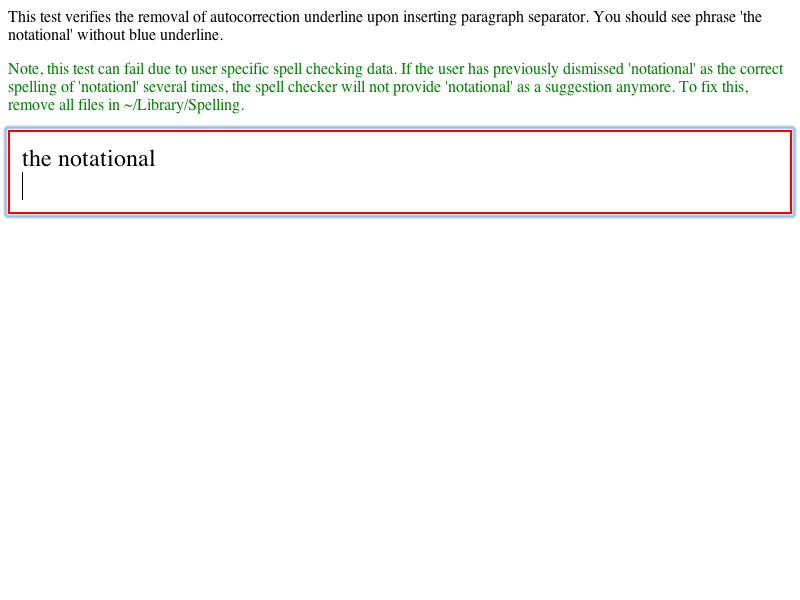 This test verifies the removal of autocorrection underline upon inserting paragraph separator. You should see phrase 'the
notational' without blue underline.
Note, this test can fail due to user specific spell checking data. If the user has previously dismissed 'notational' as the correct
spelling of 'notationl' several times, the spell checker will not provide 'notational' as a suggestion anymore. To fix this,
remove all files in ~/Library/Spelling.
the notational